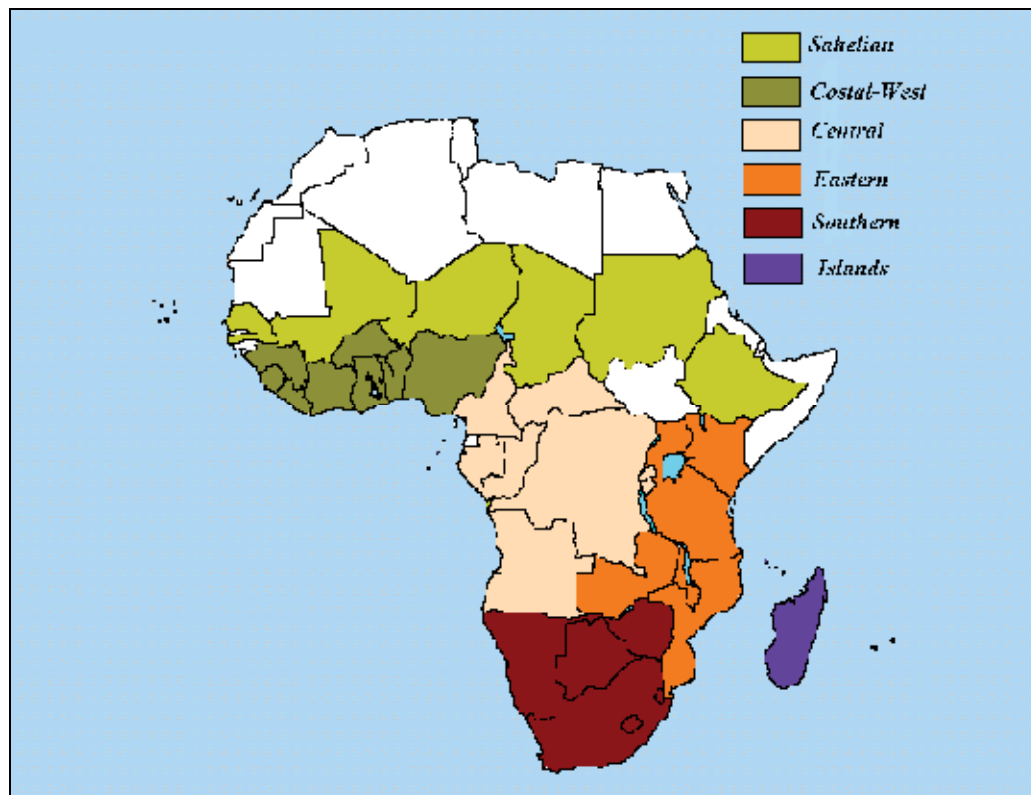 Sahelian
Costal-West
Central
Eastern
Southern
Islands